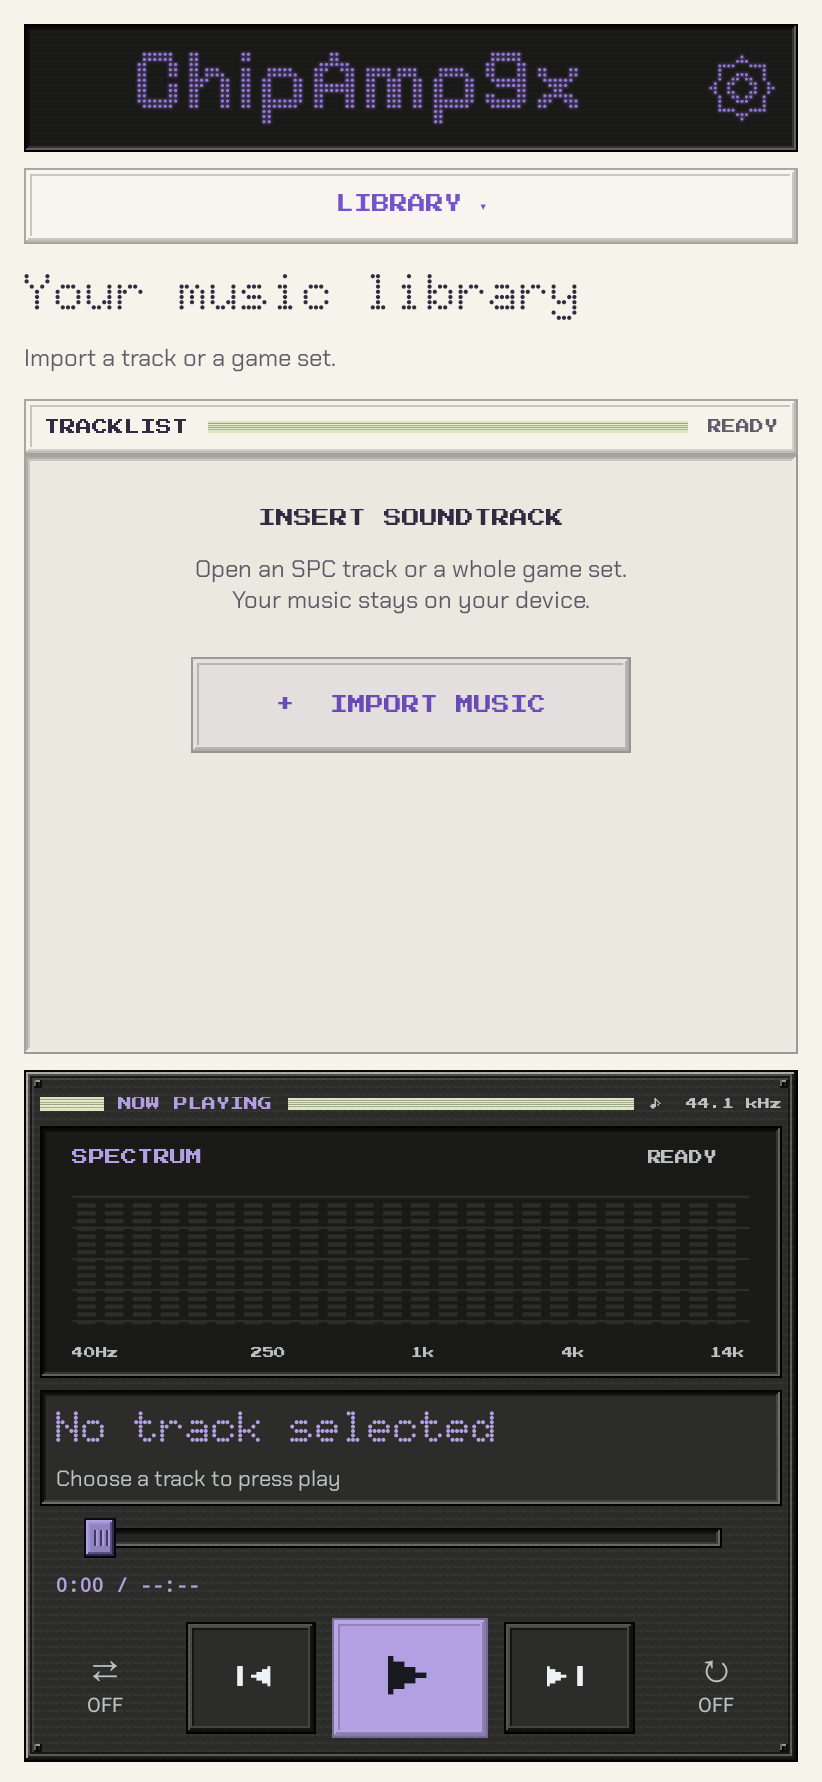 ChipAmp9x
LIBRARY ▾
Your music library
Import a track or a game set.
TRACKLIST READY
INSERT SOUNDTRACK
Open an SPC track or a whole game set.
Your music stays on your device.
+ IMPORT MUSIC
NOW PLAYING ♪ 44.1 kHz
SPECTRUM READY
40Hz 250 1k 4k 14k
No track selected
Choose a track to press play
0:00 / --:--
OFF OFF